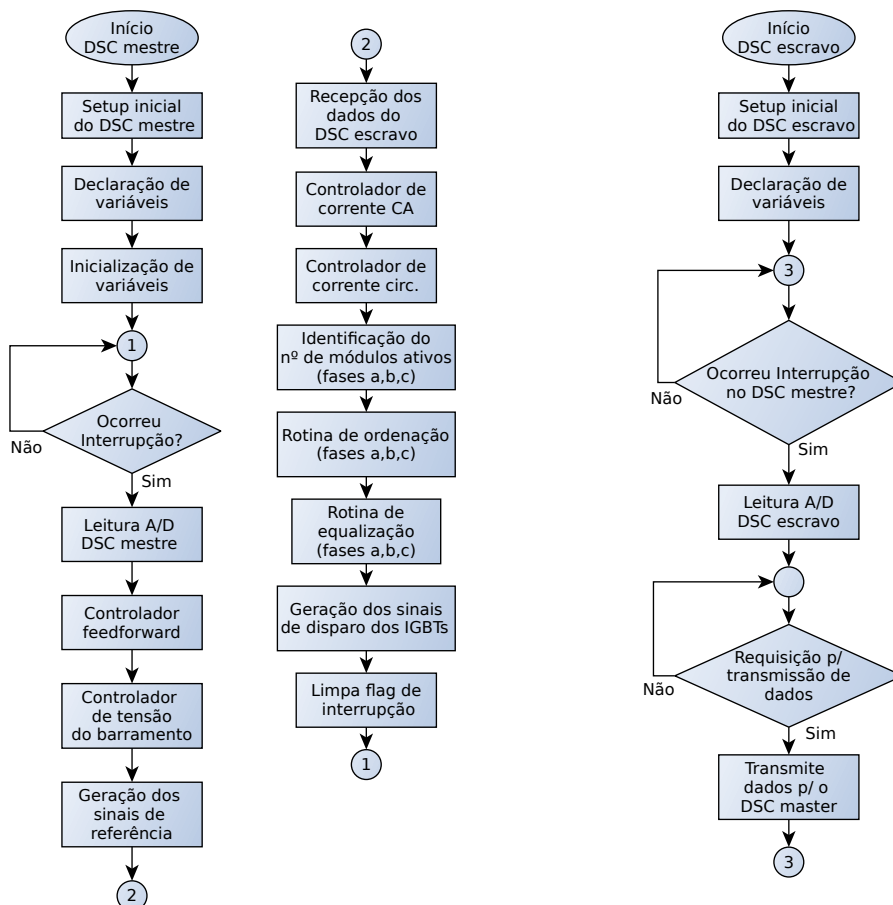 Início
DSC mestre
Setup inicial
do DSC mestre
Declaração de
variáveis
Inicialização de
variáveis
1
Ocorreu
Interrupção?
Não
Sim
Leitura A/D
DSC mestre
Controlador
feedforward
Controlador
de tensão
do barramento
Geração dos
sinais de
referência
2
2
Recepção dos
dados do
DSC escravo
Controlador de
corrente CA
Controlador de
corrente circ.
Identificação do
nº de módulos ativos
(fases a,b,c)
Rotina de ordenação
(fases a,b,c)
Rotina de
equalização
(fases a,b,c)
Geração dos sinais
de disparo dos IGBTs
Limpa flag de
interrupção
1
Início
DSC escravo
Setup inicial
do DSC escravo
Declaração de
variáveis
3
Ocorreu Interrupção
no DSC mestre?
Não
Sim
Leitura A/D
DSC escravo
Requisição p/
transmissão de
dados
Não
Sim
Transmite
dados p/ o
DSC master
3